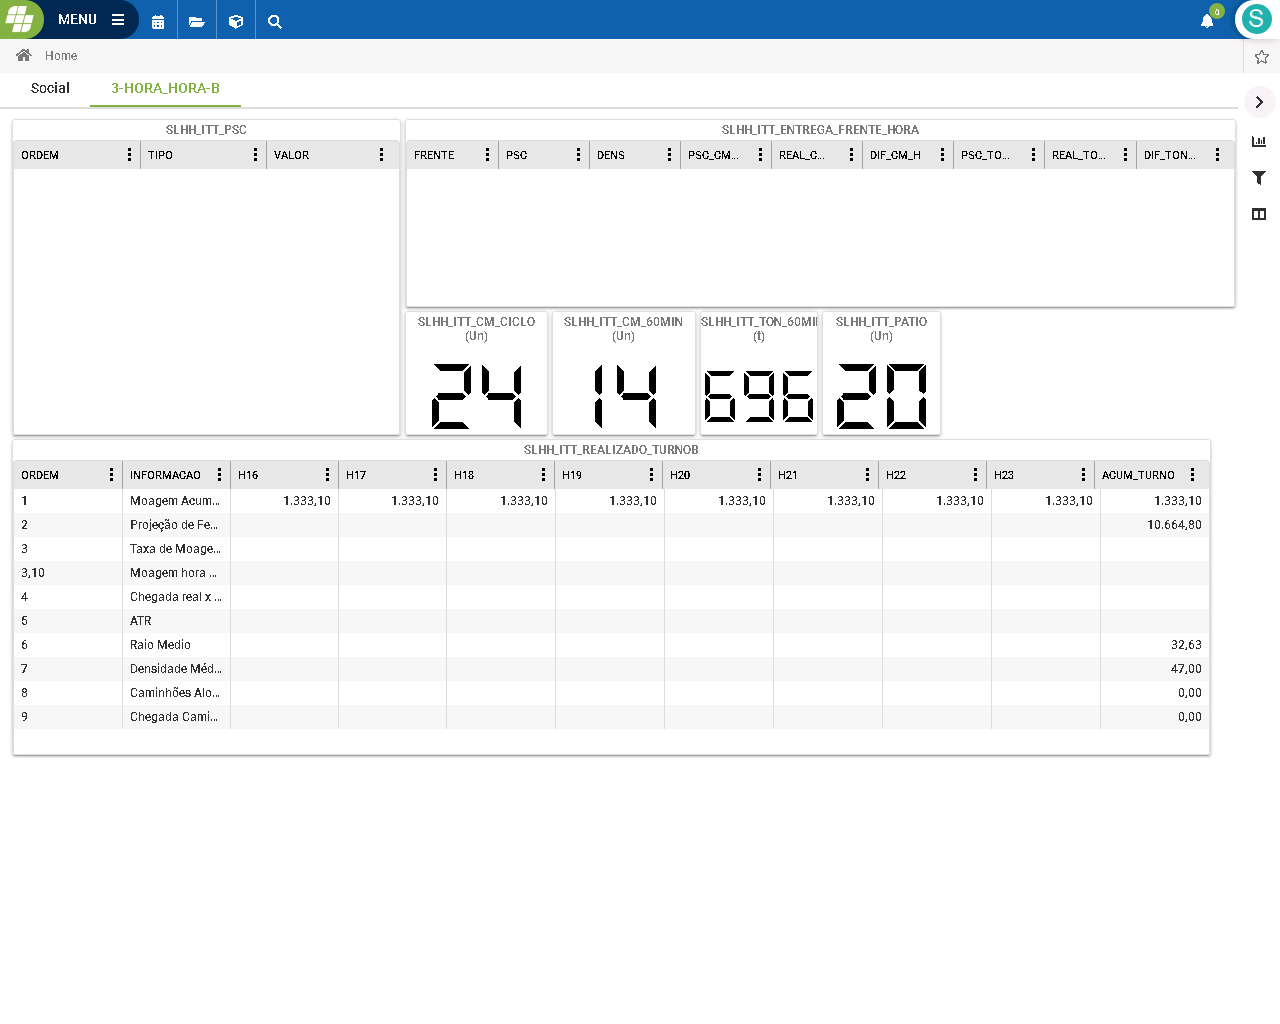 MENU
0
S
Home
Social
3-HORA_HORA-B
SLHH_ITT_PSC
ORDEM TIPO VALOR
SLHH_ITT_ENTREGA_FRENTE_HORA
FRENTE PSC DENS PSC_CM... REAL_C... DIF_CM_H PSC_TO... REAL_TO... DIF_TON...
SLHH_ITT_CM_CICLO
(Un)
24
SLHH_ITT_CM_60MIN
(Un)
14
SLHH_ITT_TON_60MI
(t)
696
SLHH_ITT_PATIO
(Un)
20
SLHH_ITT_REALIZADO_TURNOB
ORDEM INFORMACAO H16 H17 H18 H19 H20 H21 H22 H23 ACUM_TURNO
1 Moagem Acum... 1.333,10 1.333,10 1.333,10 1.333,10 1.333,10 1.333,10 1.333,10 1.333,10 1.333,10
2 Projeção de Fe... 10.664,80
3 Taxa de Moage...
3,10 Moagem hora ...
4 Chegada real x ...
5 ATR
6 Raio Medio 32,63
7 Densidade Méd... 47,00
8 Caminhões Alo... 0,00
9 Chegada Cami... 0,00